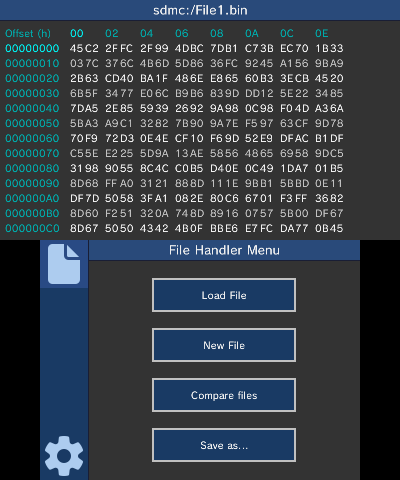 sdmc:/File1.bin
Offset (h) 00 02 04 06 08 0A 0C 0E
00000000 45C2 2FFC 2F99 4DBC 7DB1 C73B EC70 1B33
00000010 037C 376C 4B6D 5D86 36FC 9245 A156 9BA9
00000020 2B63 CD40 BA1F 486E E865 60B3 3ECB 4520
00000030 6B5F 3477 E06C B9B6 839D DD12 5E22 3485
00000040 7DA5 2E85 5939 2692 9A98 0C98 F04D A36A
00000050 5BA3 A9C1 3282 7B90 9A7E F597 63CF 9D78
00000060 70F9 72D3 0E4E CF10 F69D 52E9 DFAC B1DF
00000070 C55E E225 5D9A 13AE 5856 4865 6958 9DC5
00000080 3198 9055 8C4C C0B5 D40E 0C49 1DA7 01B5
00000090 8D68 FFA0 3121 888D 111E 9BB1 5BBD 0E11
000000A0 DF7D 5058 3FA1 082E 80C6 6701 F3FF 3682
000000B0 8D60 F251 320A 748D 8916 0757 5B00 DF67
000000C0 8D67 5050 4342 4B0F BBE6 E7FC DA77 0B45
File Handler Menu
Load File
New File
Compare files
Save as...